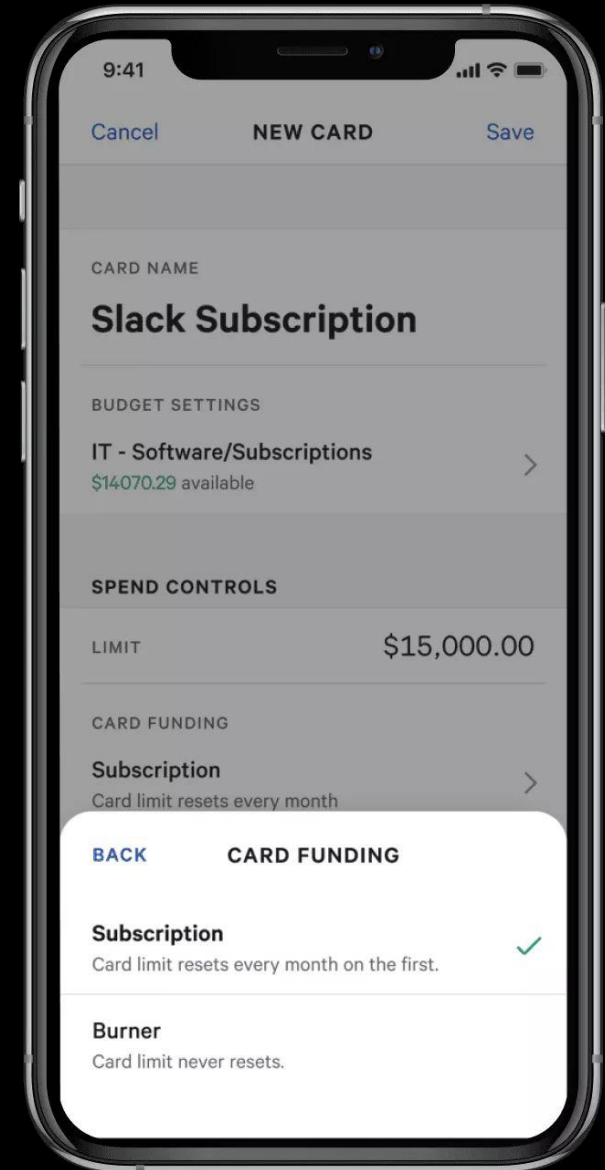 9:41
Cancel NEW CARD Save
CARD NAME
Slack Subscription
BUDGET SETTINGS
IT - Software/Subscriptions
$14070.29 available
SPEND CONTROLS
LIMIT $15,000.00
CARD FUNDING
Subscription
Card limit resets every month
BACK CARD FUNDING
Subscription
Card limit resets every month on the first.
Burner
Card limit never resets.